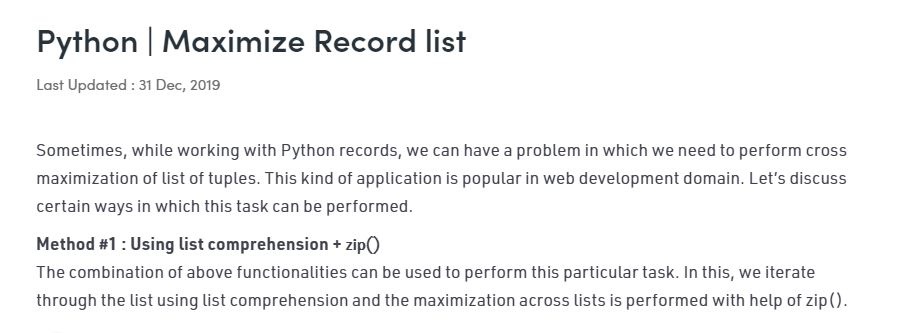 Python | Maximize Record list
Last Updated : 31 Dec, 2019
Sometimes, while working with Python records, we can have a problem in which we need to perform cross
maximization of list of tuples. This kind of application is popular in web development domain. Let’s discuss
certain ways in which this task can be performed.
Method #1 : Using list comprehension + zip()
The combination of above functionalities can be used to perform this particular task. In this, we iterate
through the list using list comprehension and the maximization across lists is performed with help of zip().